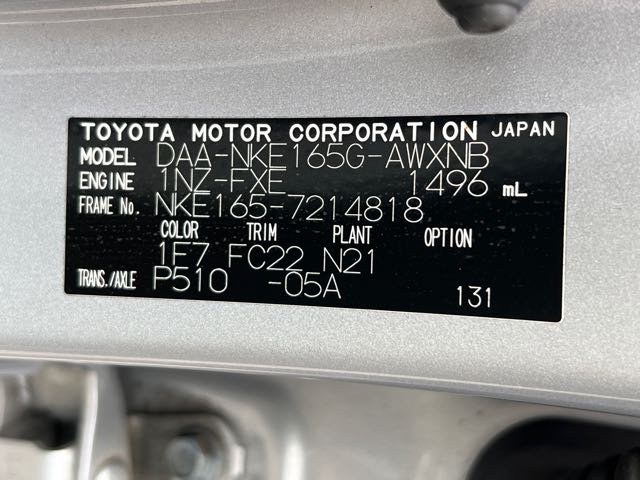 TOYOTA MOTOR CORPORATION JAPAN
MODEL DAA-NKE165G-AWXNB
ENGINE 1NZ-FXE 1496 mL
FRAME No. NKE165-7214818
COLOR TRIM PLANT OPTION
1F7 FC22 N21
TRANS./AXLE P510 -05A
131